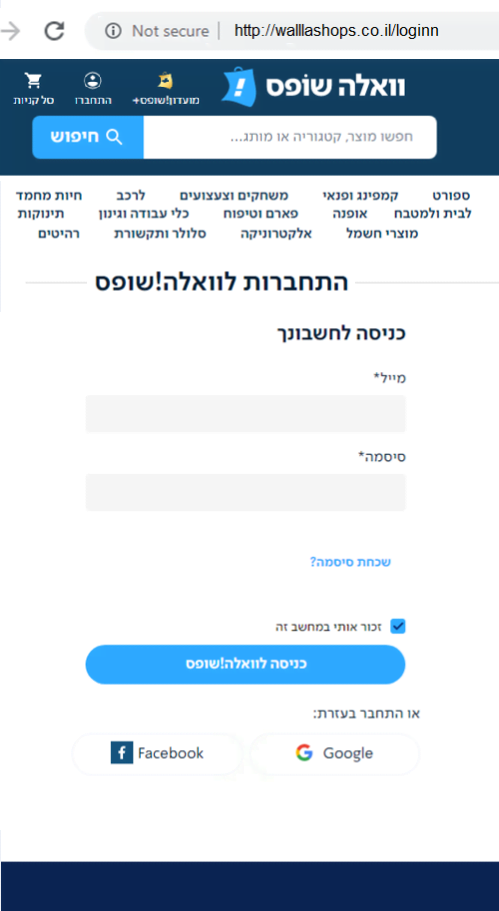 Not secure | http://walllashops.co.il/loginn
וואלה שופס
מועדון!שופס+
התחברו
סל קניות
חפשו מוצר, קטגוריה או מותג...
חיפוש
ספורט קמפינג ופנאי משחקים וצעצועים לרכב חיות מחמד
לבית ולמטבח אופנה פארם וטיפוח כלי עבודה וגינון תינוקות
מוצרי חשמל אלקטרוניקה סלולר ותקשורת רהיטים
התחברות לוואלה!שופס
כניסה לחשבונך
מייל*
סיסמה*
שכחת סיסמה?
זכור אותי במחשב זה
כניסה לוואלה!שופס
או התחבר בעזרת:
Google
Facebook